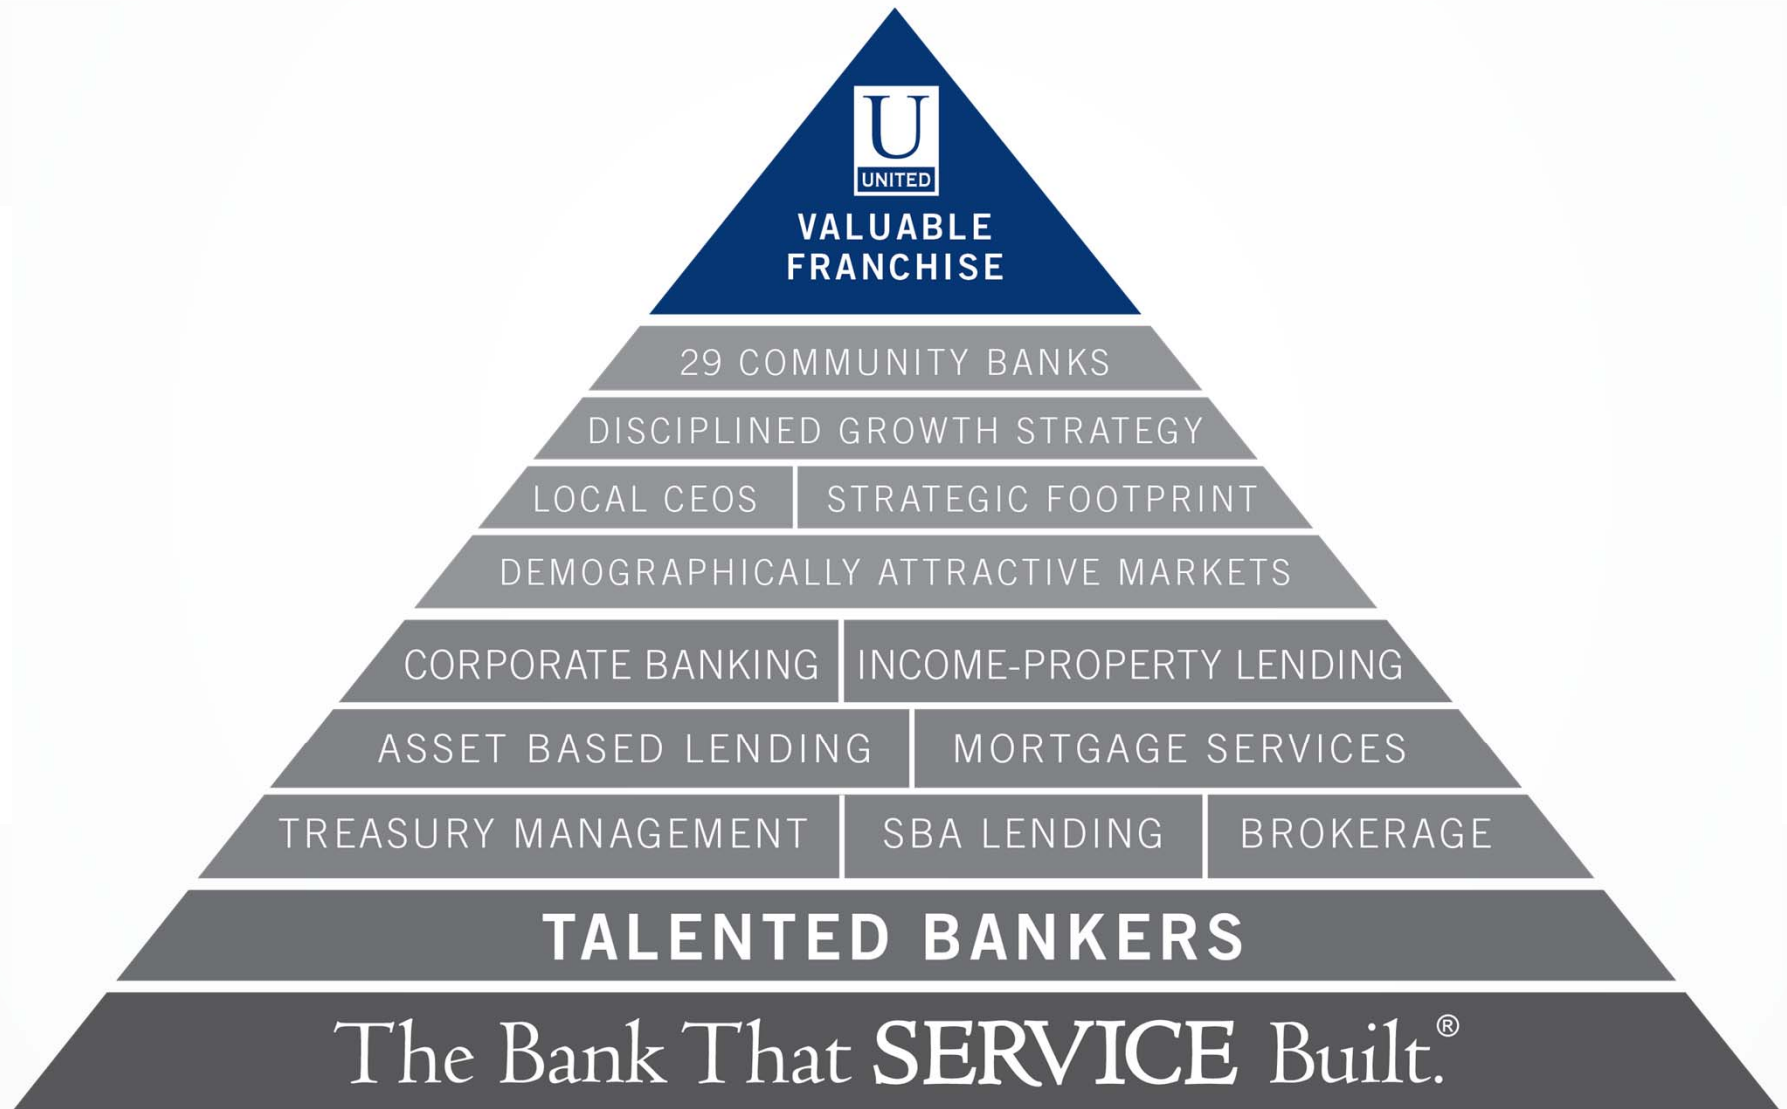 U
UNITED
VALUABLE
FRANCHISE
29 COMMUNITY BANKS
DISCIPLINED GROWTH STRATEGY
LOCAL CEOS
STRATEGIC FOOTPRINT
DEMOGRAPHICALLY ATTRACTIVE MARKETS
CORPORATE BANKING
INCOME-PROPERTY LENDING
ASSET BASED LENDING
MORTGAGE SERVICES
TREASURY MANAGEMENT
SBA LENDING
BROKERAGE
TALENTED BANKERS
The Bank That SERVICE Built.®